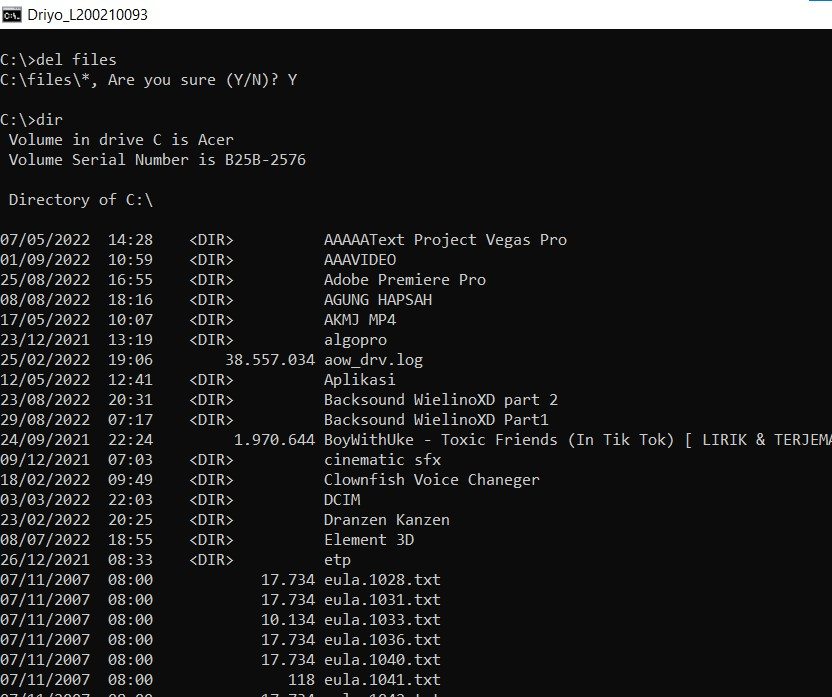 Driyo_L200210093
C:\>del files
C:\files\*, Are you sure (Y/N)? Y
C:\>dir
Volume in drive C is Acer
Volume Serial Number is B25B-2576
Directory of C:\
07/05/2022 14:28 <DIR> AAAAAText Project Vegas Pro
01/09/2022 10:59 <DIR> AAAVIDEO
25/08/2022 16:55 <DIR> Adobe Premiere Pro
08/08/2022 18:16 <DIR> AGUNG HAPSAH
17/05/2022 10:07 <DIR> AKMJ MP4
23/12/2021 13:19 <DIR> algopro
25/02/2022 19:06 38.557.034 aow_drv.log
12/05/2022 12:41 <DIR> Aplikasi
23/08/2022 20:31 <DIR> Backsound WielinoXD part 2
29/08/2022 07:17 <DIR> Backsound WielinoXD Part1
24/09/2021 22:24 1.970.644 BoyWithUke - Toxic Friends (In Tik Tok) [ LIRIK & TERJEMA
09/12/2021 07:03 <DIR> cinematic sfx
18/02/2022 09:49 <DIR> Clownfish Voice Chaneger
03/03/2022 22:03 <DIR> DCIM
23/02/2022 20:25 <DIR> Dranzen Kanzen
08/07/2022 18:55 <DIR> Element 3D
26/12/2021 08:33 <DIR> etp
07/11/2007 08:00 17.734 eula.1028.txt
07/11/2007 08:00 17.734 eula.1031.txt
07/11/2007 08:00 10.134 eula.1033.txt
07/11/2007 08:00 17.734 eula.1036.txt
07/11/2007 08:00 17.734 eula.1040.txt
07/11/2007 08:00 118 eula.1041.txt